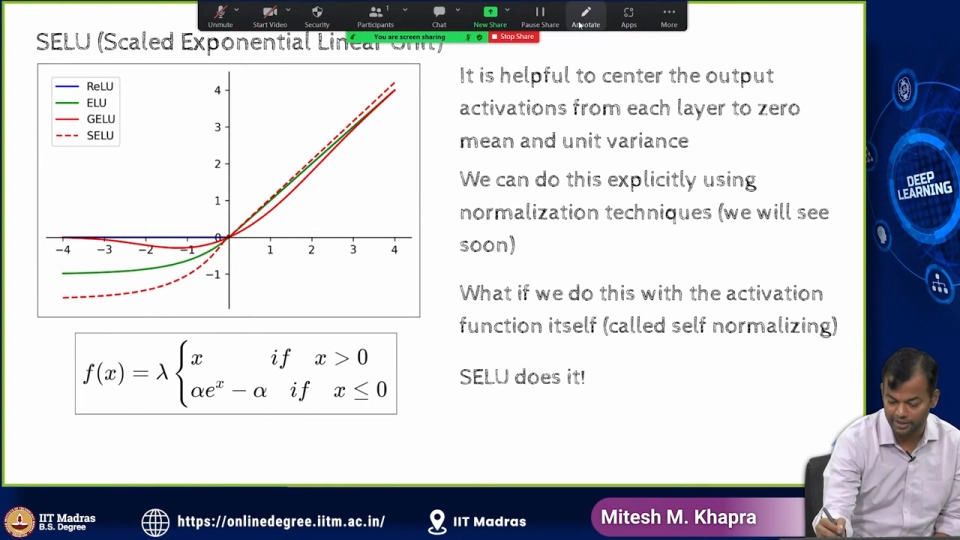 Unmute
Start Video
Security
Participants
1
Chat
New Share
Pause Share
Annotate
Apps
More
You are screen sharing
Stop Share
SELU (Scaled Exponential Linear Unit)
ReLU
ELU
GELU
SELU
4
3
2
1
0
−4 −3 −2 −1 1 2 3 4
−1
f(x) = λ { x if x > 0
αeˣ − α if x ≤ 0
It is helpful to center the output
activations from each layer to zero
mean and unit variance
We can do this explicitly using
normalization techniques (we will see
soon)
What if we do this with the activation
function itself (called self normalizing)
SELU does it!
DEEP
LEARNING
IIT Madras
B.S. Degree
https://onlinedegree.iitm.ac.in/
IIT Madras
Mitesh M. Khapra